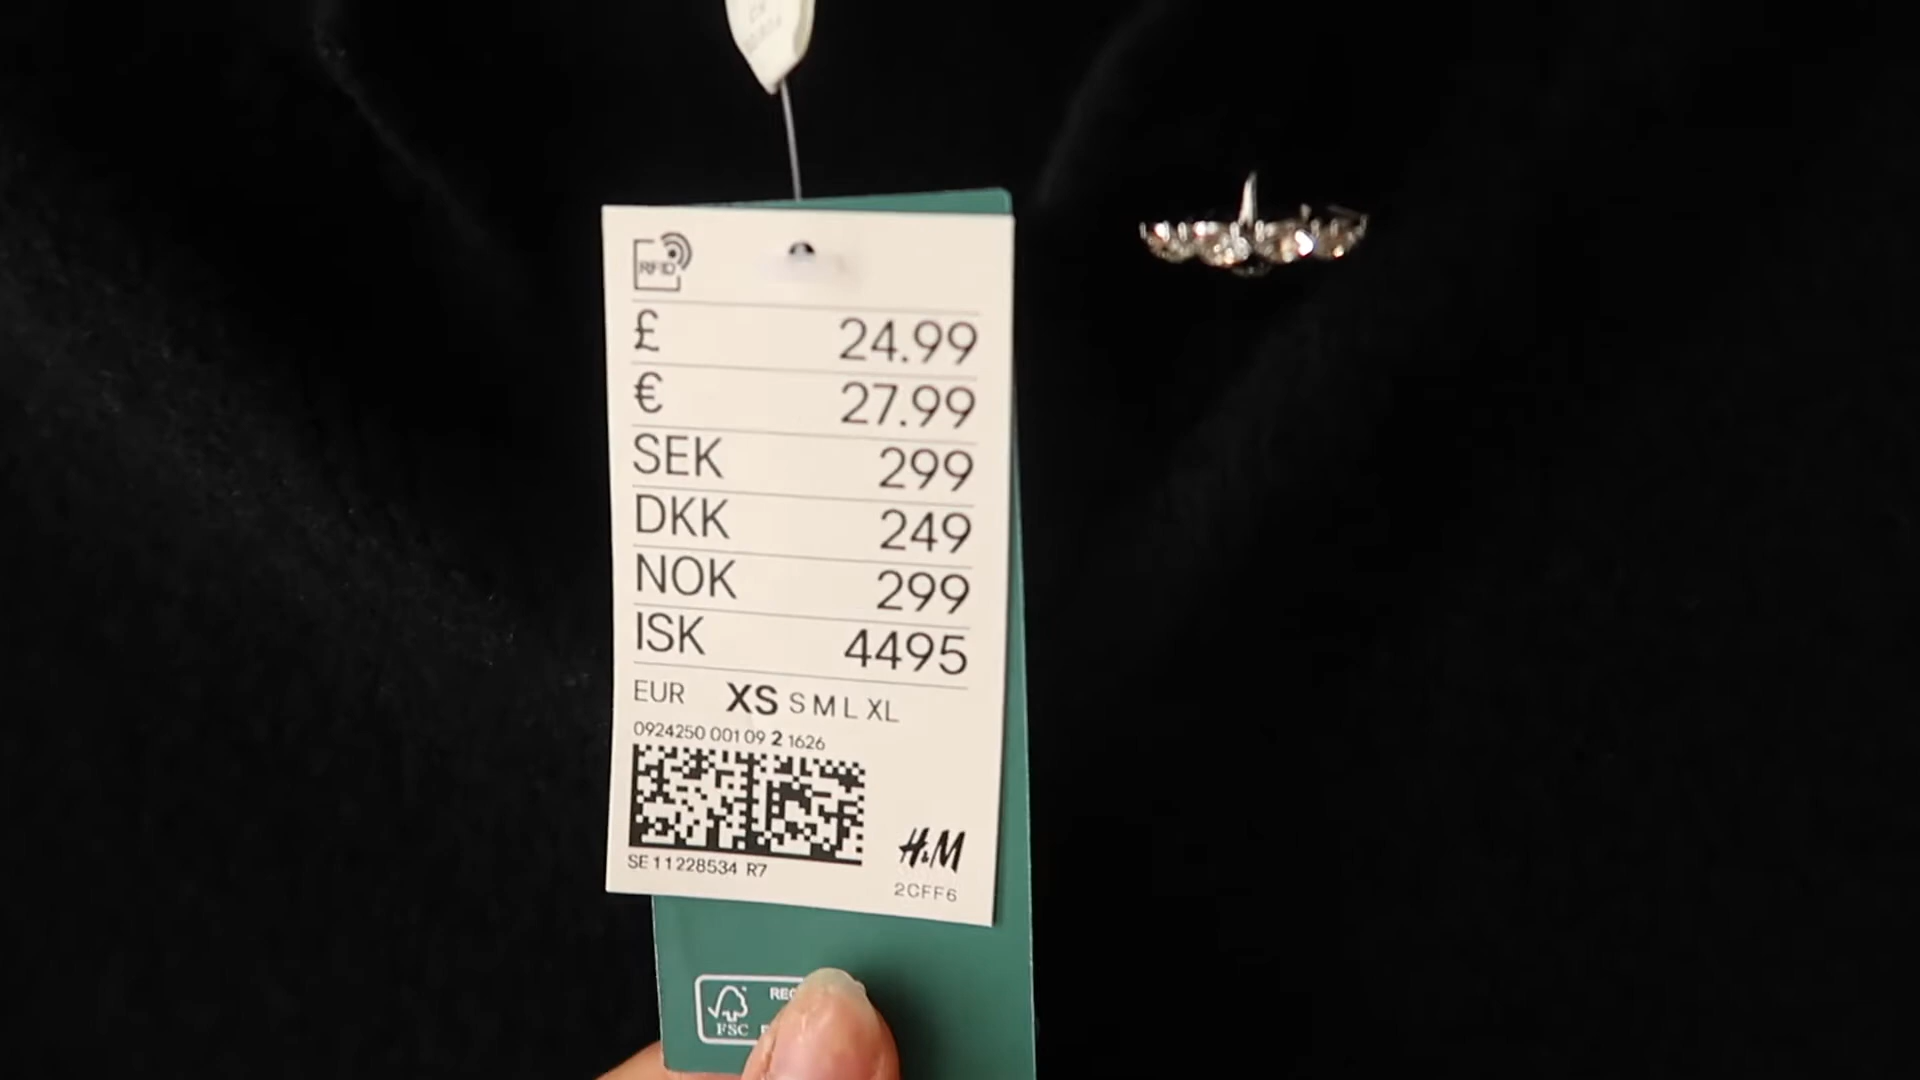 RFID
£ 24.99
€ 27.99
SEK 299
DKK 249
NOK 299
ISK 4495
EUR XS S M L XL
0924250 001 09 2 1626
SE 11228534 R7
H&M
2CFF6
FSC